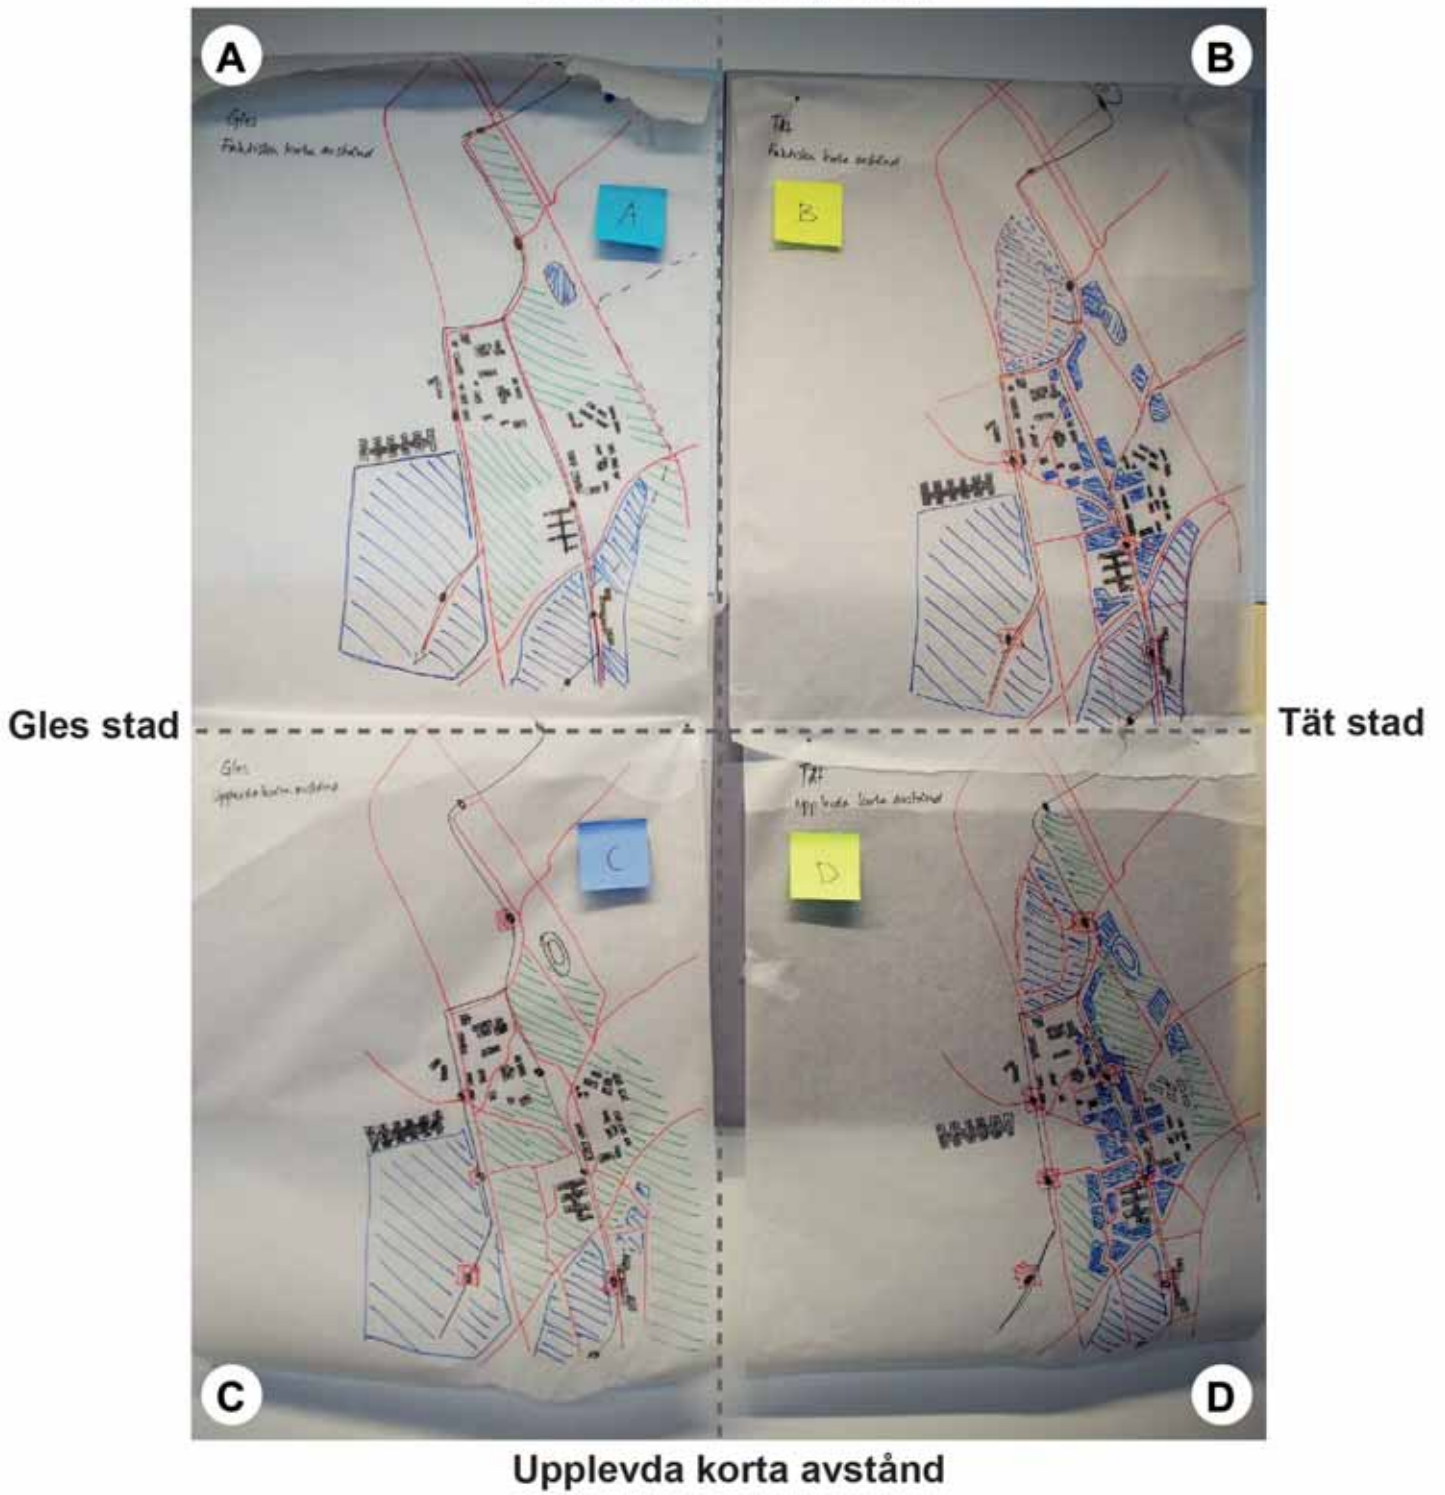 A
B
Gles
Faktiska korta avstånd
A
Tät
Faktiska korta avstånd
B
Gles stad
Tät stad
Gles
Upplevda korta avstånd
C
Tät
Upplevda korta avstånd
D
C
D
Upplevda korta avstånd